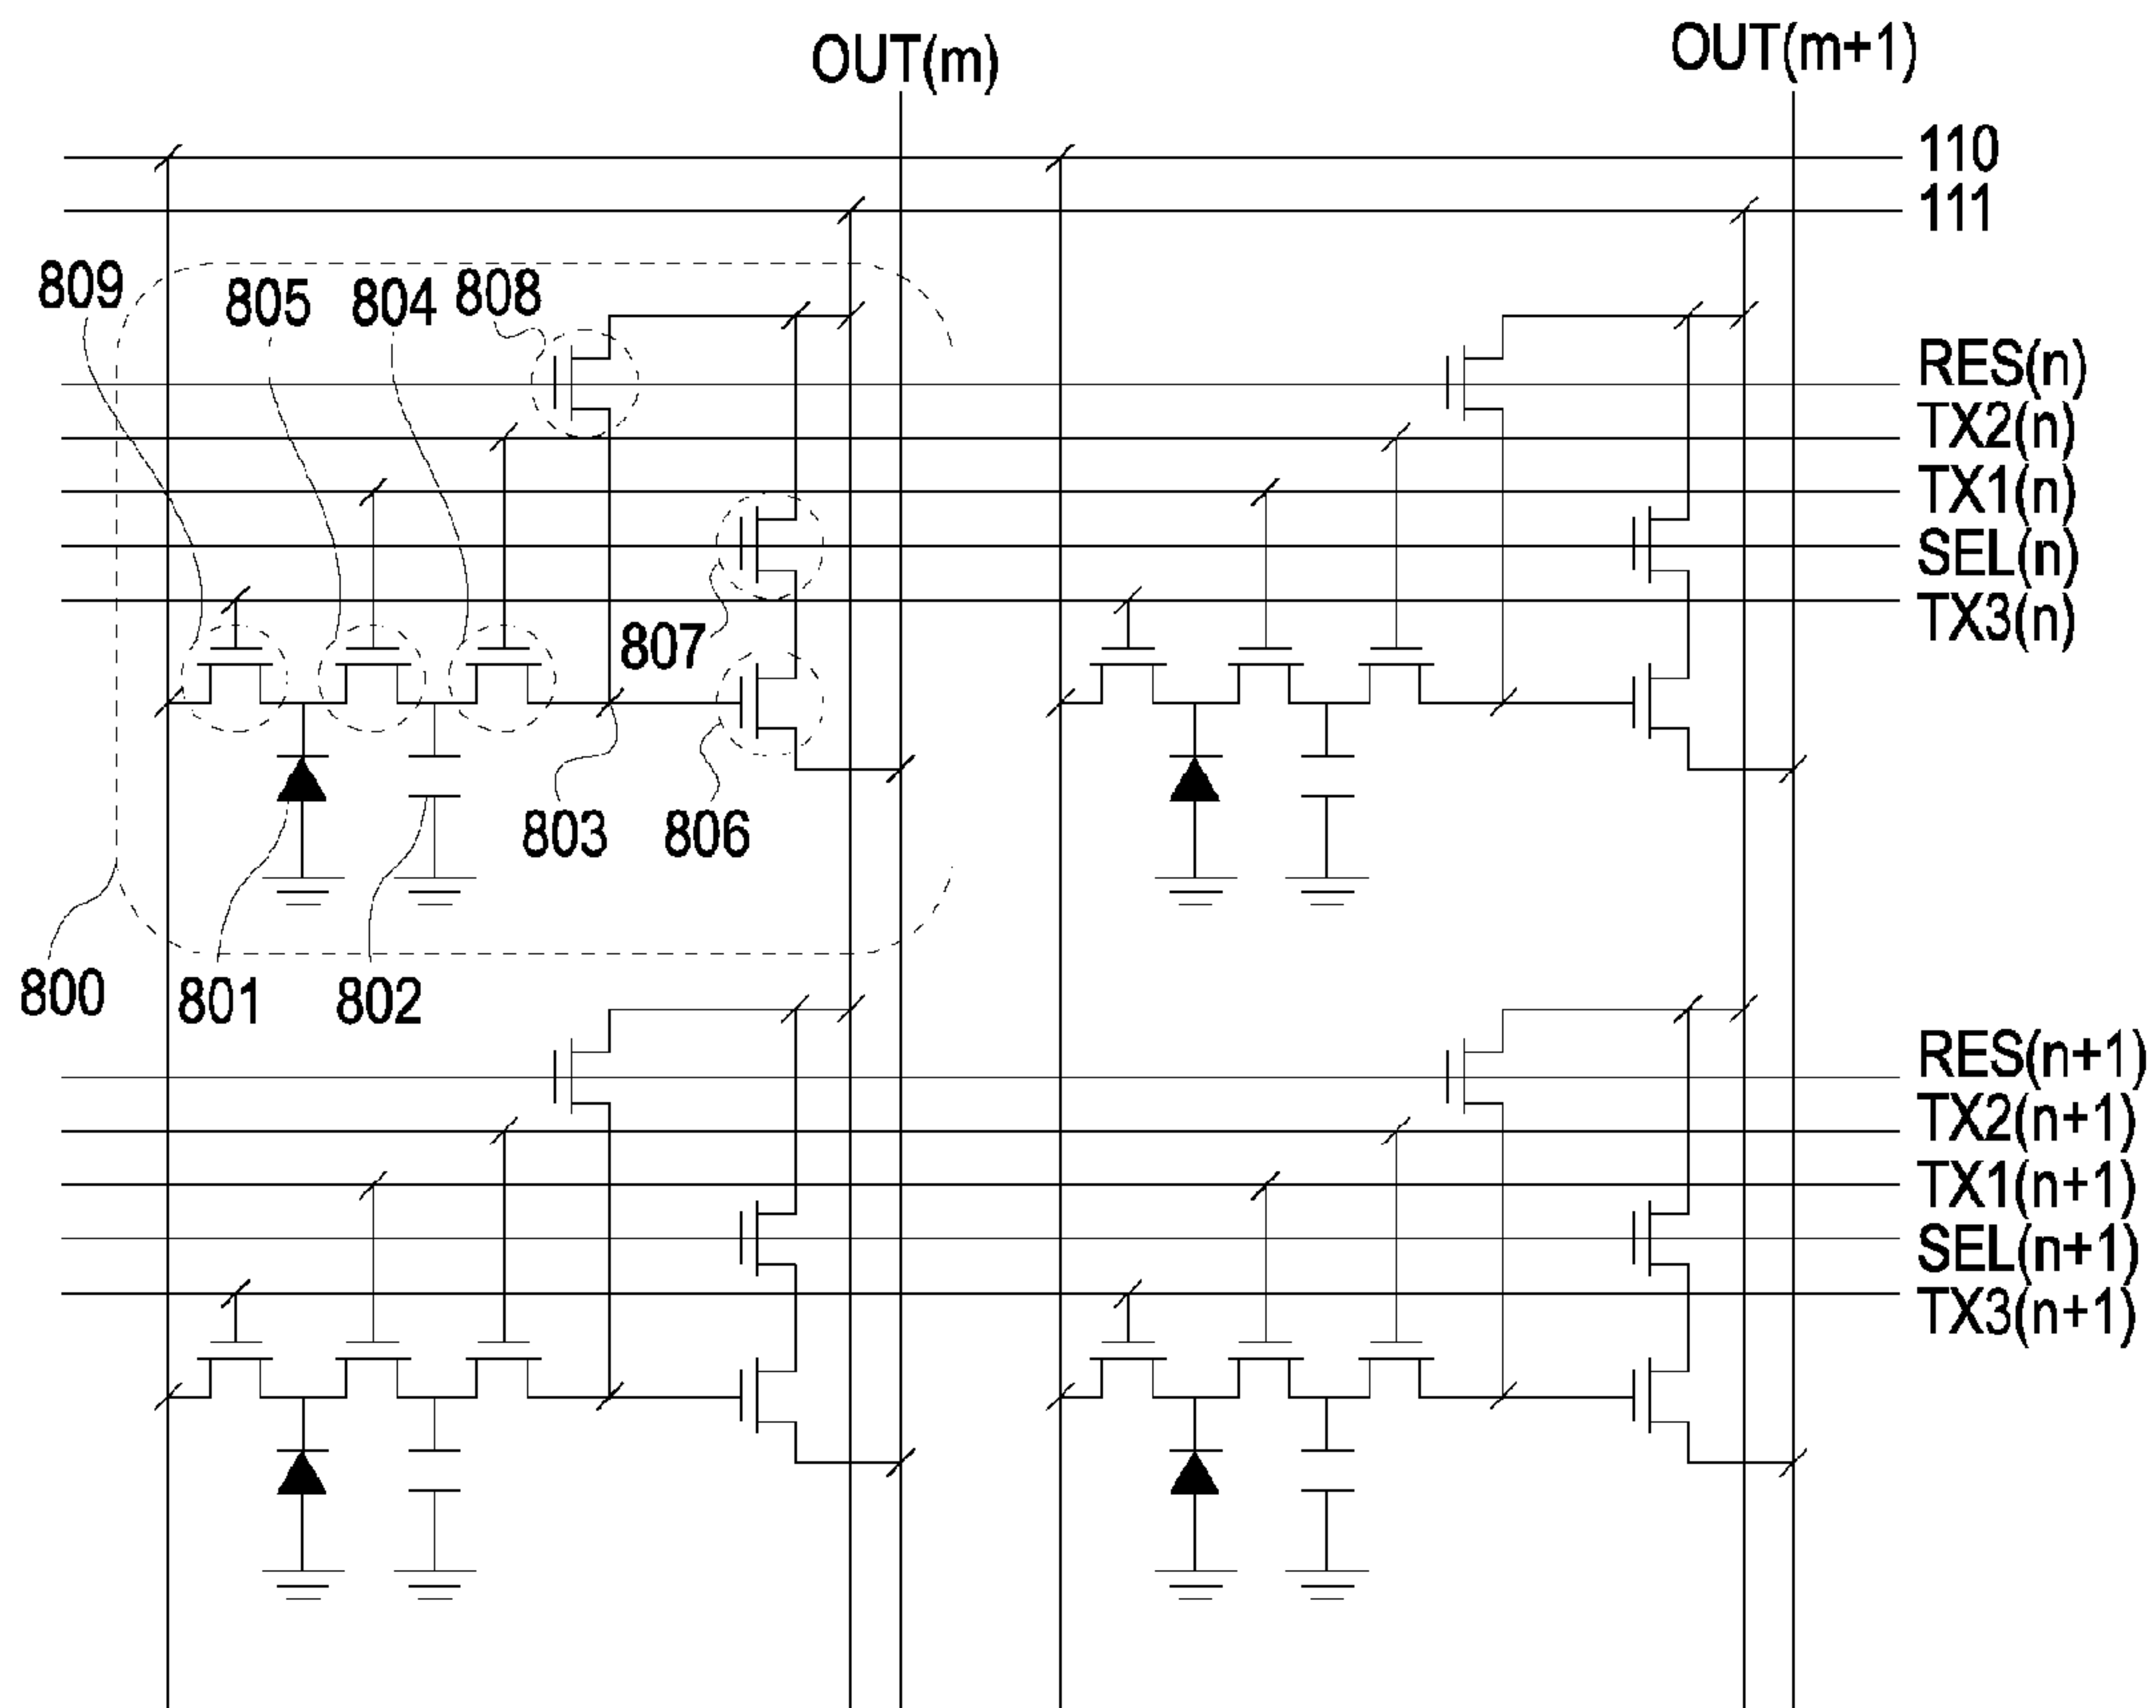 OUT(m)
OUT(m+1)
110
111
809
805
804
808
RES(n)
TX2(n)
TX1(n)
SEL(n)
TX3(n)
807
803
806
800
801
802
RES(n+1)
TX2(n+1)
TX1(n+1)
SEL(n+1)
TX3(n+1)